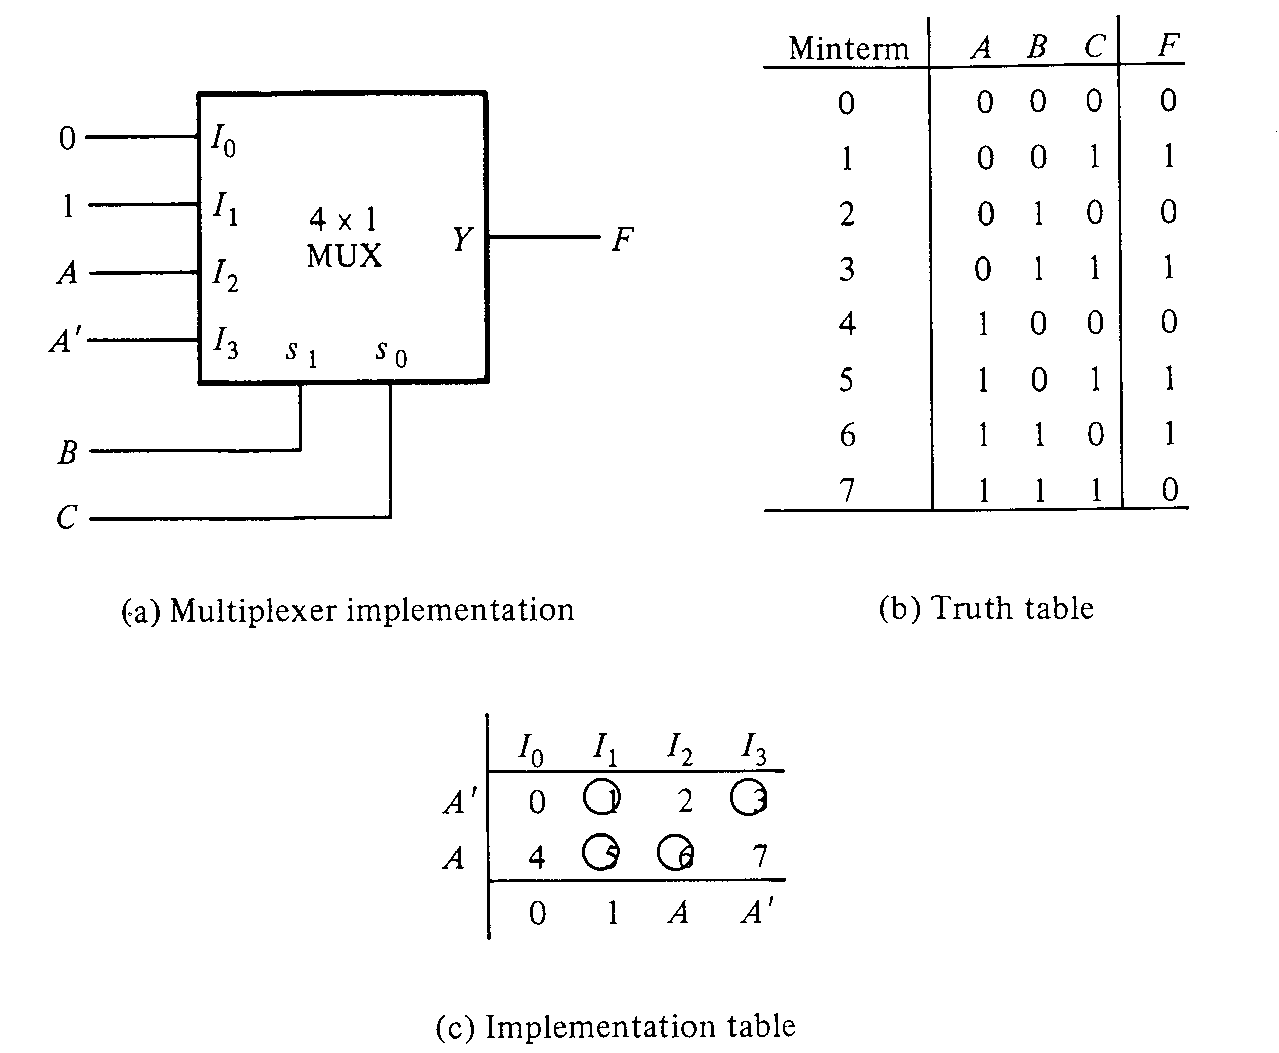 0 I₀
1 I₁
4 x 1
MUX
Y F
A I₂
A' I₃
s₁ s₀
B
C
(a) Multiplexer implementation
Minterm A B C F
0 0 0 0 0
1 0 0 1 1
2 0 1 0 0
3 0 1 1 1
4 1 0 0 0
5 1 0 1 1
6 1 1 0 1
7 1 1 1 0
(b) Truth table
I₀ I₁ I₂ I₃
A' 0 1 2 3
A 4 5 6 7
0 1 A A'
(c) Implementation table